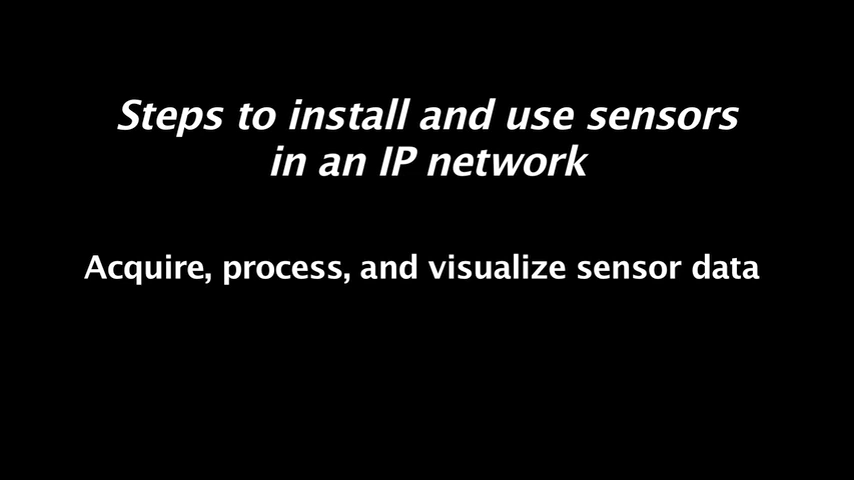 Steps to install and use sensors
in an IP network
Acquire, process, and visualize sensor data